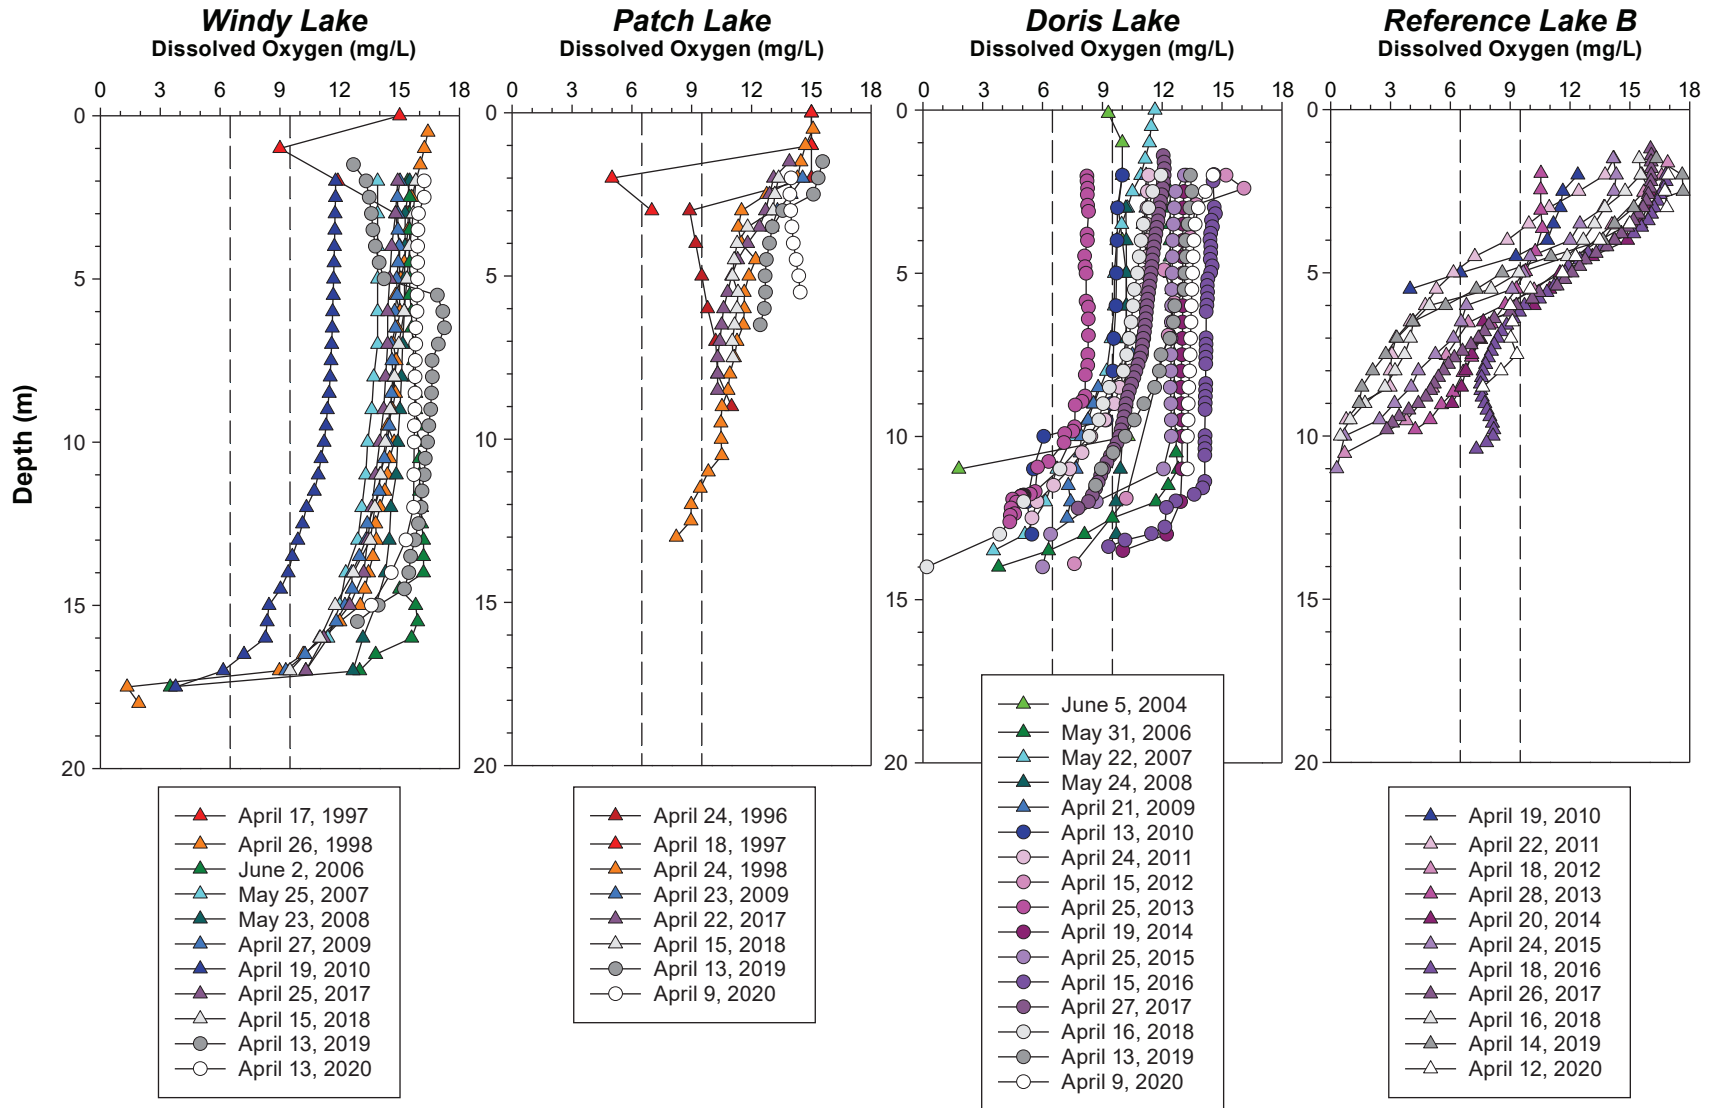 Windy Lake
Dissolved Oxygen (mg/L)
0 3 6 9 12 15 18
0
5
10
15
20
Depth (m)
April 17, 1997
April 26, 1998
June 2, 2006
May 25, 2007
May 23, 2008
April 27, 2009
April 19, 2010
April 25, 2017
April 15, 2018
April 13, 2019
April 13, 2020
Patch Lake
Dissolved Oxygen (mg/L)
0 3 6 9 12 15 18
0
5
10
15
20
April 24, 1996
April 18, 1997
April 24, 1998
April 23, 2009
April 22, 2017
April 15, 2018
April 13, 2019
April 9, 2020
Doris Lake
Dissolved Oxygen (mg/L)
0 3 6 9 12 15 18
0
5
10
15
20
June 5, 2004
May 31, 2006
May 22, 2007
May 24, 2008
April 21, 2009
April 13, 2010
April 24, 2011
April 15, 2012
April 25, 2013
April 19, 2014
April 25, 2015
April 15, 2016
April 27, 2017
April 16, 2018
April 13, 2019
April 9, 2020
Reference Lake B
Dissolved Oxygen (mg/L)
0 3 6 9 12 15 18
0
5
10
15
20
April 19, 2010
April 22, 2011
April 18, 2012
April 28, 2013
April 20, 2014
April 24, 2015
April 18, 2016
April 26, 2017
April 16, 2018
April 14, 2019
April 12, 2020